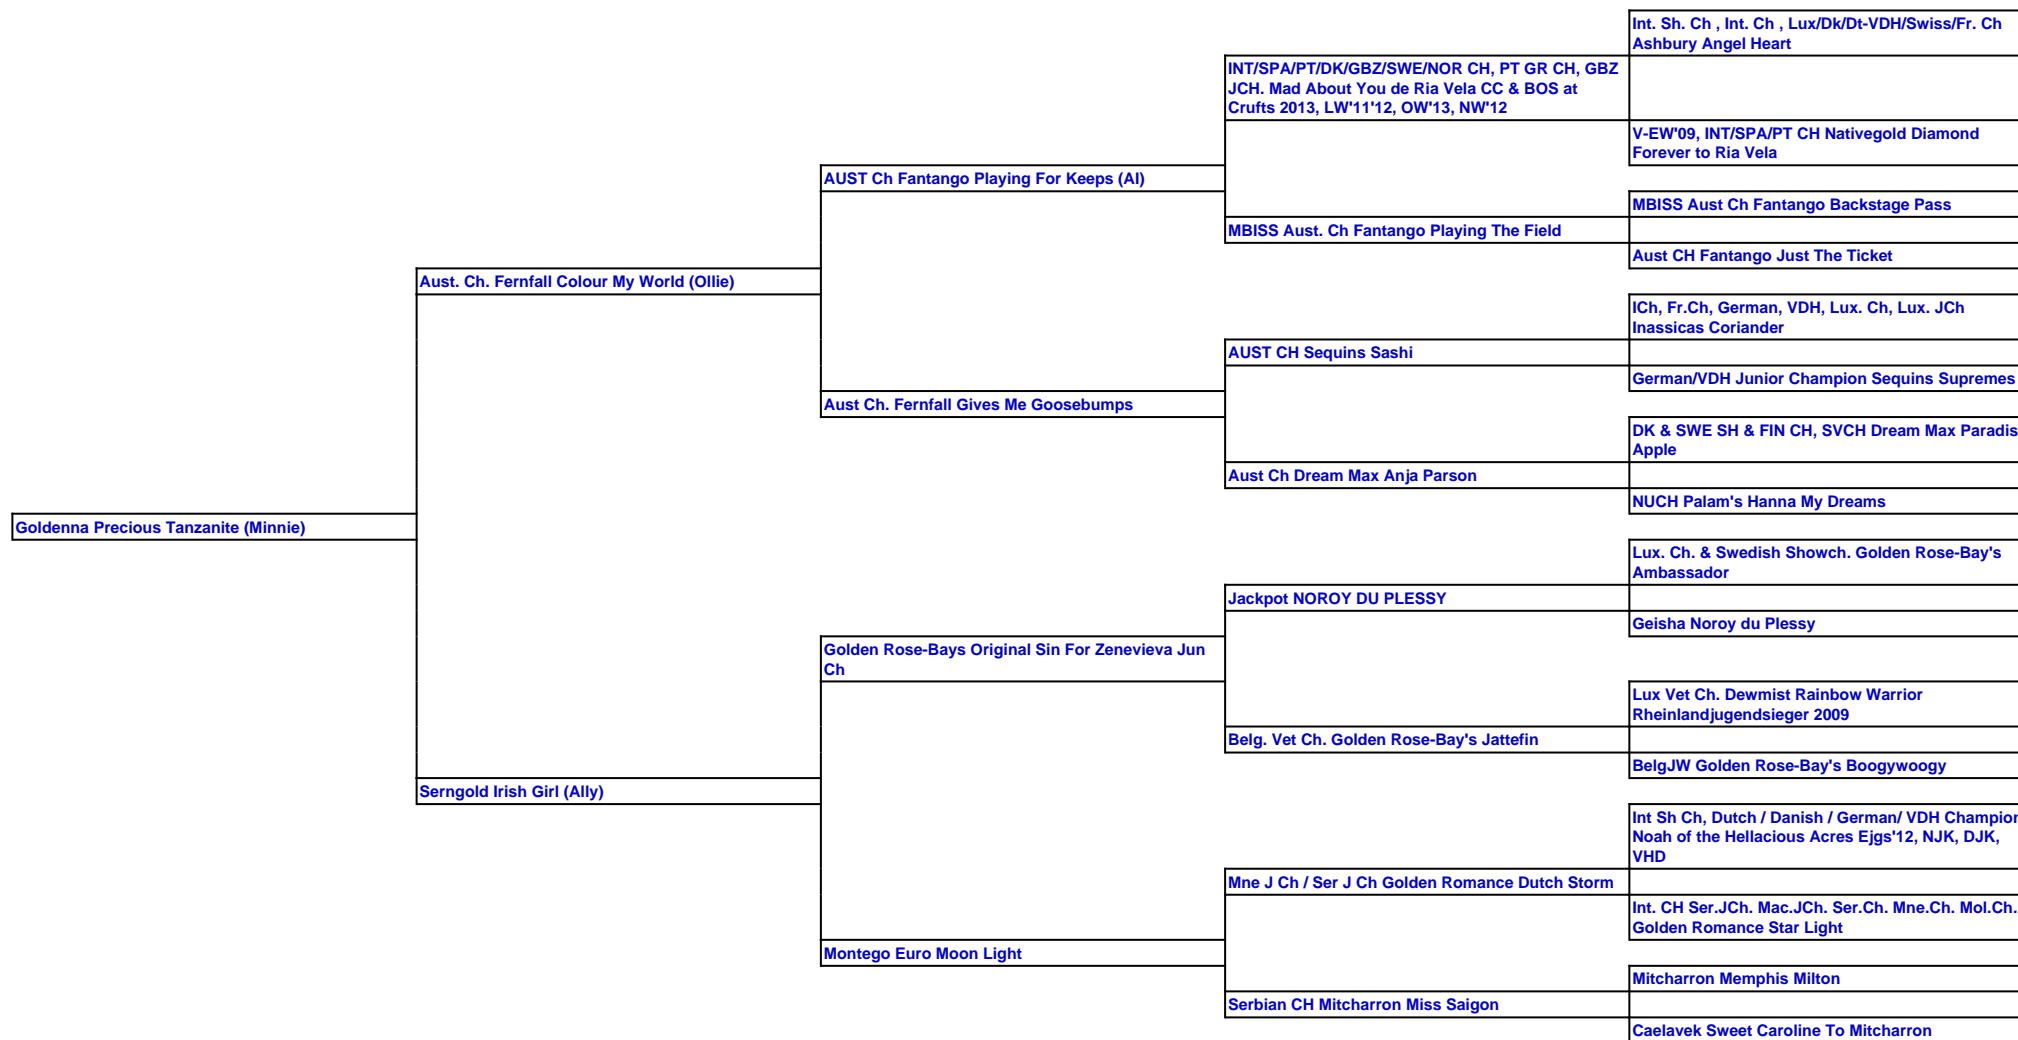 Int. Sh. Ch , Int. Ch , Lux/Dk/Dt-VDH/Swiss/Fr. Ch
Ashbury Angel Heart
INT/SPA/PT/DK/GBZ/SWE/NOR CH, PT GR CH, GBZ
JCH. Mad About You de Ria Vela CC & BOS at
Crufts 2013, LW'11'12, OW'13, NW'12
V-EW'09, INT/SPA/PT CH Nativegold Diamond
Forever to Ria Vela
AUST Ch Fantango Playing For Keeps (AI)
MBISS Aust Ch Fantango Backstage Pass
MBISS Aust. Ch Fantango Playing The Field
Aust CH Fantango Just The Ticket
Aust. Ch. Fernfall Colour My World (Ollie)
ICh, Fr.Ch, German, VDH, Lux. Ch, Lux. JCh
Inassicas Coriander
AUST CH Sequins Sashi
German/VDH Junior Champion Sequins Supremes
Aust Ch. Fernfall Gives Me Goosebumps
DK & SWE SH & FIN CH, SVCH Dream Max Paradis
Apple
Aust Ch Dream Max Anja Parson
NUCH Palam's Hanna My Dreams
Goldenna Precious Tanzanite (Minnie)
Lux. Ch. & Swedish Showch. Golden Rose-Bay's
Ambassador
Jackpot NOROY DU PLESSY
Geisha Noroy du Plessy
Golden Rose-Bays Original Sin For Zenevieva Jun
Ch
Lux Vet Ch. Dewmist Rainbow Warrior
Rheinlandjugendsieger 2009
Belg. Vet Ch. Golden Rose-Bay's Jattefin
BelgJW Golden Rose-Bay's Boogywoogy
Serngold Irish Girl (Ally)
Int Sh Ch, Dutch / Danish / German/ VDH Champion
Noah of the Hellacious Acres Ejgs'12, NJK, DJK,
VHD
Mne J Ch / Ser J Ch Golden Romance Dutch Storm
Int. CH Ser.JCh. Mac.JCh. Ser.Ch. Mne.Ch. Mol.Ch.
Golden Romance Star Light
Montego Euro Moon Light
Mitcharron Memphis Milton
Serbian CH Mitcharron Miss Saigon
Caelavek Sweet Caroline To Mitcharron